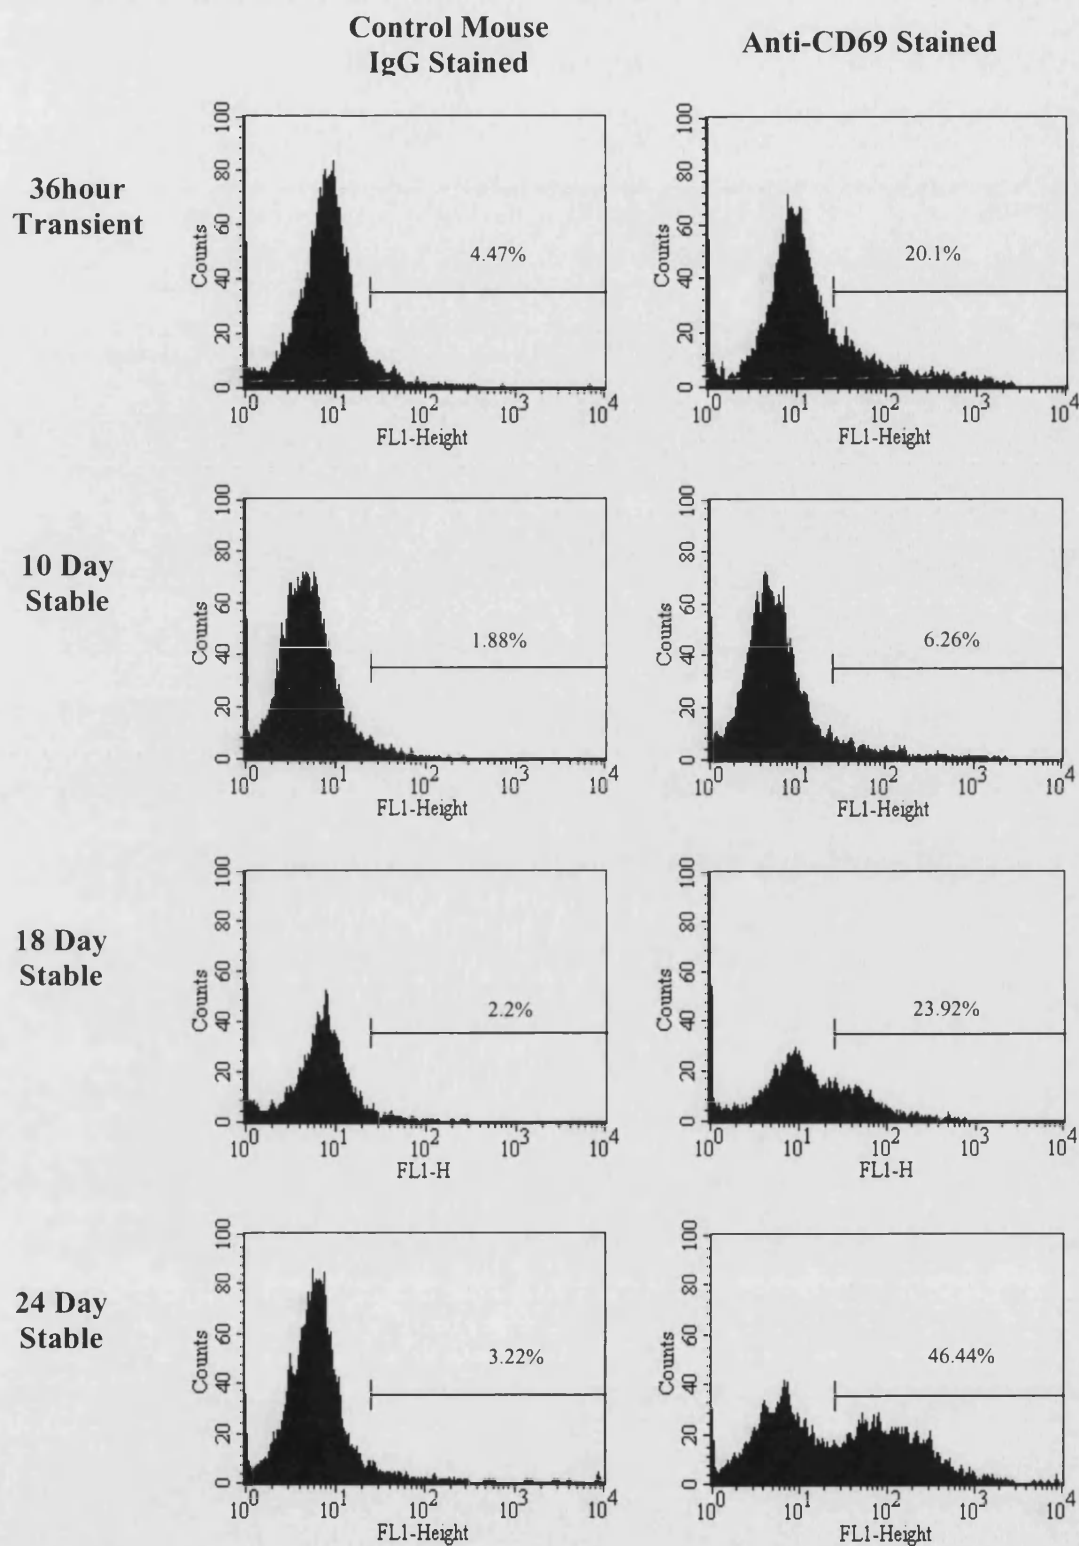 Control Mouse
IgG Stained
Anti-CD69 Stained
36hour
Transient
Counts
0 20 40 60 80 100
4.47%
10^0 10^1 10^2 10^3 10^4
FL1-Height
Counts
0 20 40 60 80 100
20.1%
10^0 10^1 10^2 10^3 10^4
FL1-Height
10 Day
Stable
Counts
0 20 40 60 80 100
1.88%
10^0 10^1 10^2 10^3 10^4
FL1-Height
Counts
0 20 40 60 80 100
6.26%
10^0 10^1 10^2 10^3 10^4
FL1-Height
18 Day
Stable
Counts
0 20 40 60 80 100
2.2%
10^0 10^1 10^2 10^3 10^4
FL1-H
Counts
0 20 40 60 80 100
23.92%
10^0 10^1 10^2 10^3 10^4
FL1-H
24 Day
Stable
Counts
0 20 40 60 80 100
3.22%
10^0 10^1 10^2 10^3 10^4
FL1-Height
Counts
0 20 40 60 80 100
46.44%
10^0 10^1 10^2 10^3 10^4
FL1-Height